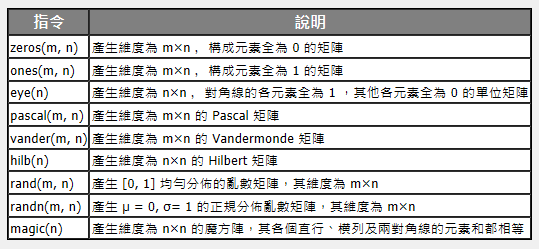 指令 說明
zeros(m, n) 產生維度為 m×n , 構成元素全為 0 的矩陣
ones(m, n) 產生維度為 m×n , 構成元素全為 1 的矩陣
eye(n) 產生維度為 n×n , 對角線的各元素全為 1 ,其他各元素全為 0 的單位矩陣
pascal(m, n) 產生維度為 m×n 的 Pascal 矩陣
vander(m, n) 產生維度為 m×n 的 Vandermonde 矩陣
hilb(n) 產生維度為 n×n 的 Hilbert 矩陣
rand(m, n) 產生 [0, 1] 均勻分佈的亂數矩陣,其維度為 m×n
randn(m, n) 產生 μ = 0, σ= 1 的正規分佈亂數矩陣,其維度為 m×n
magic(n) 產生維度為 n×n 的魔方陣,其各個直行、橫列及兩對角線的元素和都相等